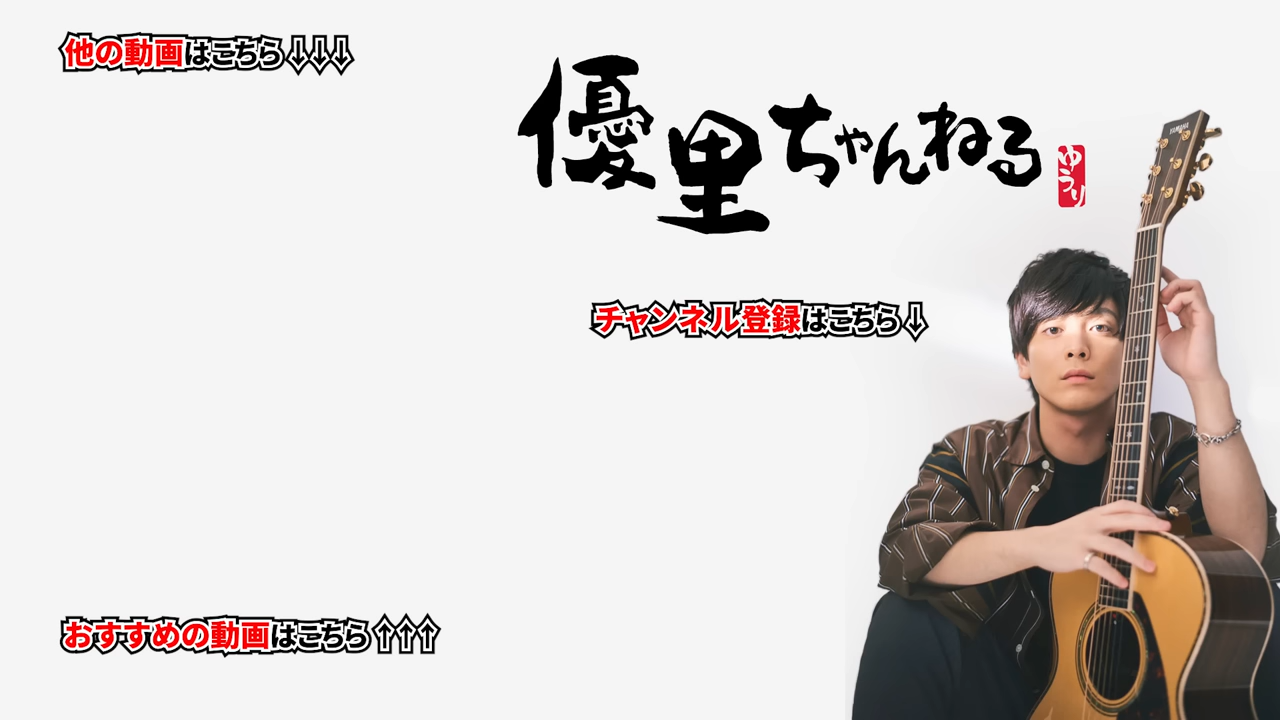 他の動画はこちら↓↓↓
優里ちゃんねる
ゆうり
YAMAHA
チャンネル登録はこちら↓
おすすめの動画はこちら↑↑↑